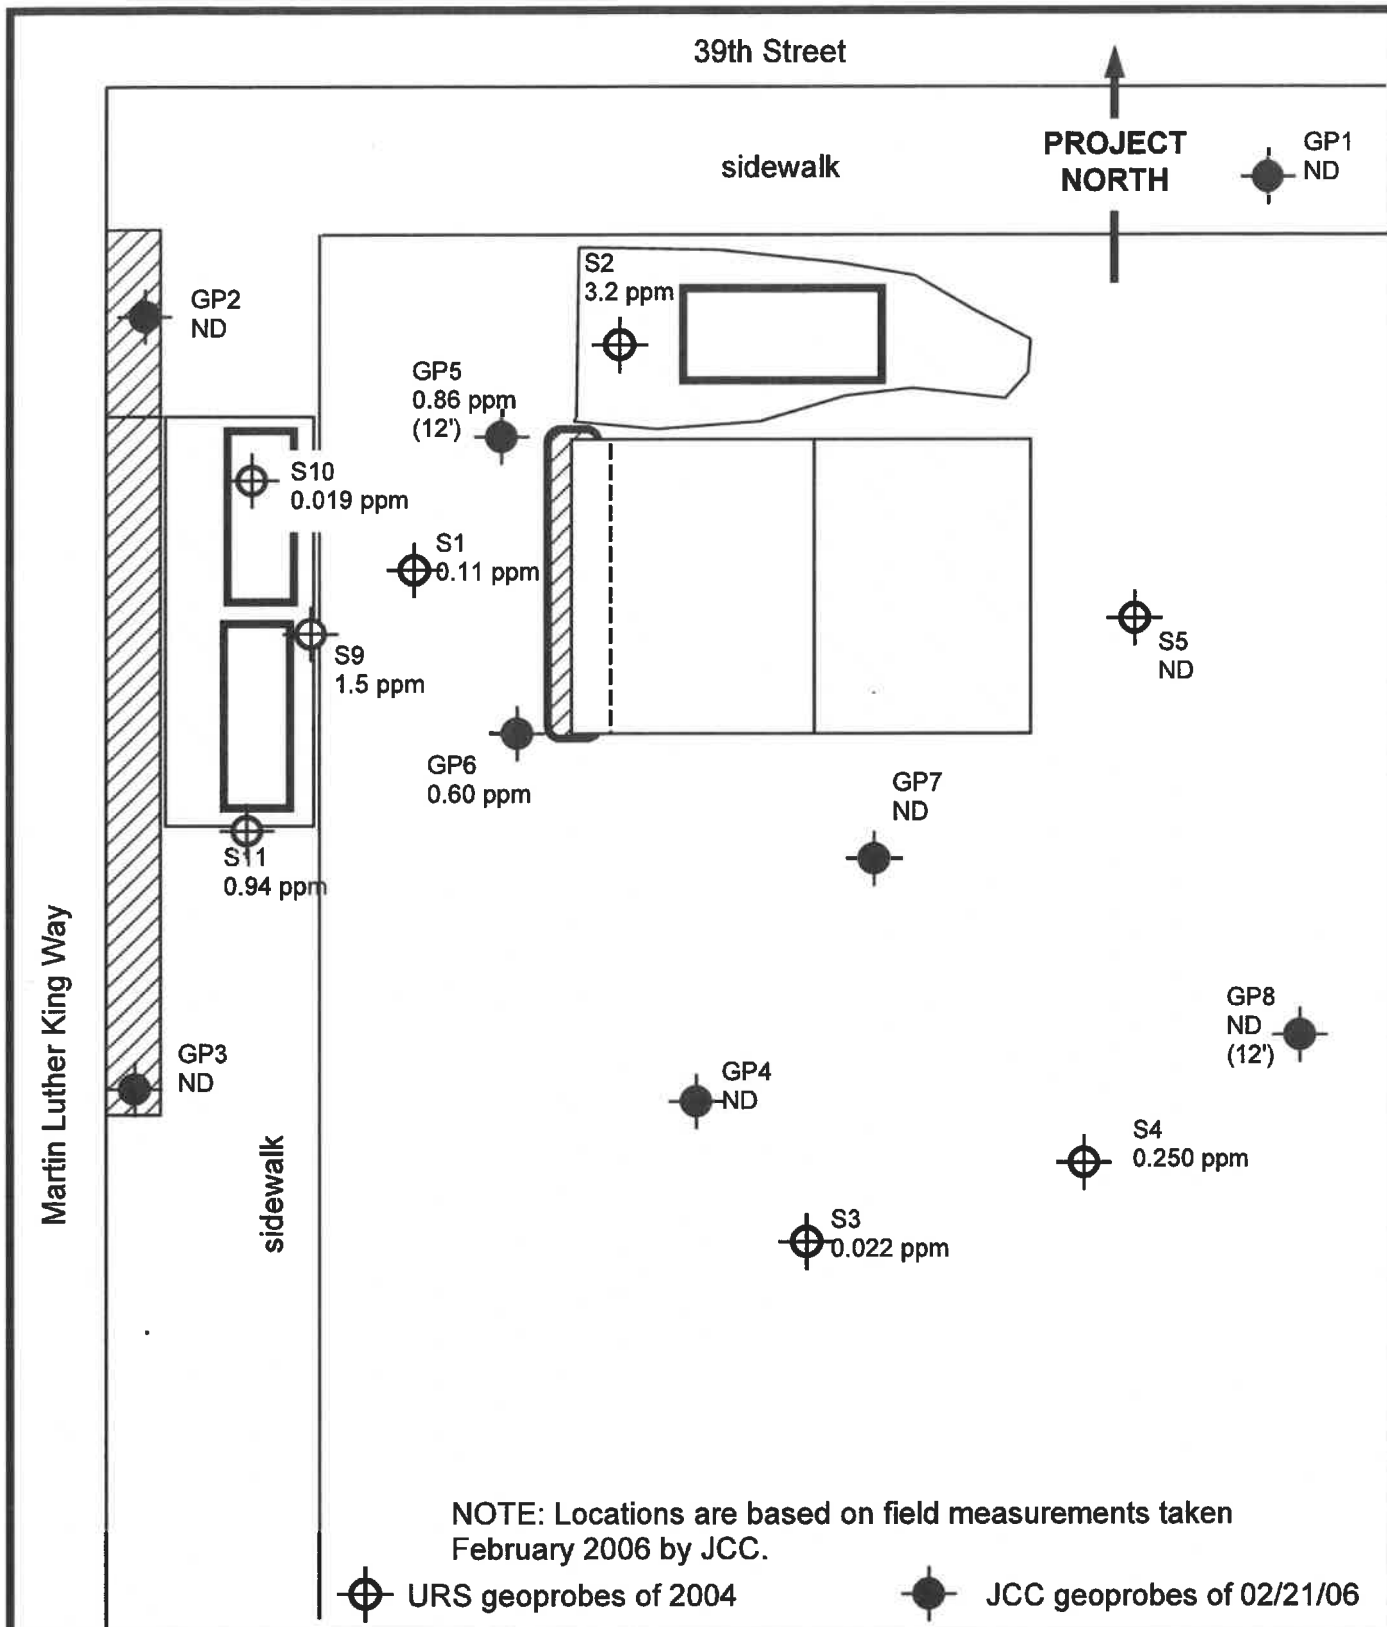 39th Street
sidewalk
PROJECT
NORTH
GP1
ND
GP2
ND
S2
3.2 ppm
GP5
0.86 ppm
(12')
S10
0.019 ppm
S1
0.11 ppm
S9
1.5 ppm
S5
ND
GP6
0.60 ppm
GP7
ND
S11
0.94 ppm
Martin Luther King Way
sidewalk
GP3
ND
GP4
ND
GP8
ND
(12')
S4
0.250 ppm
S3
0.022 ppm
NOTE: Locations are based on field measurements taken
February 2006 by JCC.
URS geoprobes of 2004
JCC geoprobes of 02/21/06